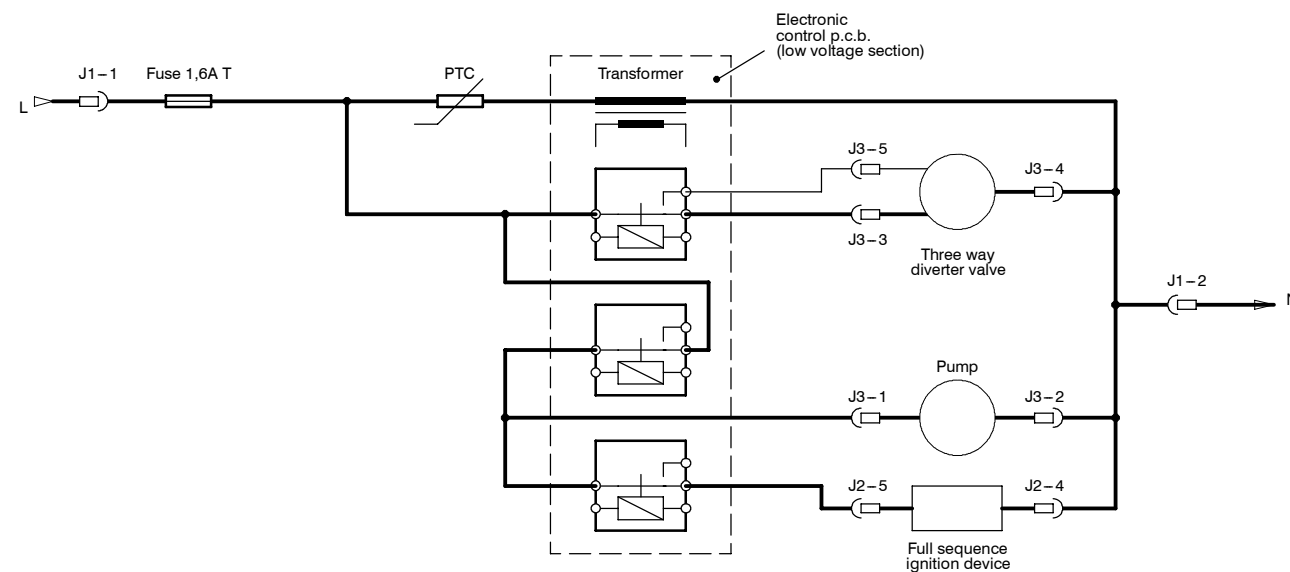 Electronic
control p.c.b.
(low voltage section)
J1-1
Fuse 1,6A T
PTC
Transformer
L
J3-5
J3-4
J3-3
Three way
diverter valve
J1-2
N
Pump
J3-1
J3-2
J2-5
J2-4
Full sequence
ignition device